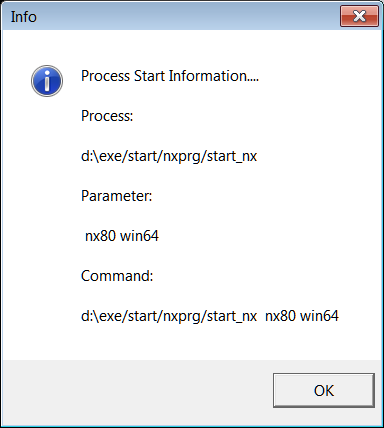 Info
Process Start Information....
Process:
d:\exe/start/nxprg/start_nx
Parameter:
nx80 win64
Command:
d:\exe/start/nxprg/start_nx  nx80 win64
OK